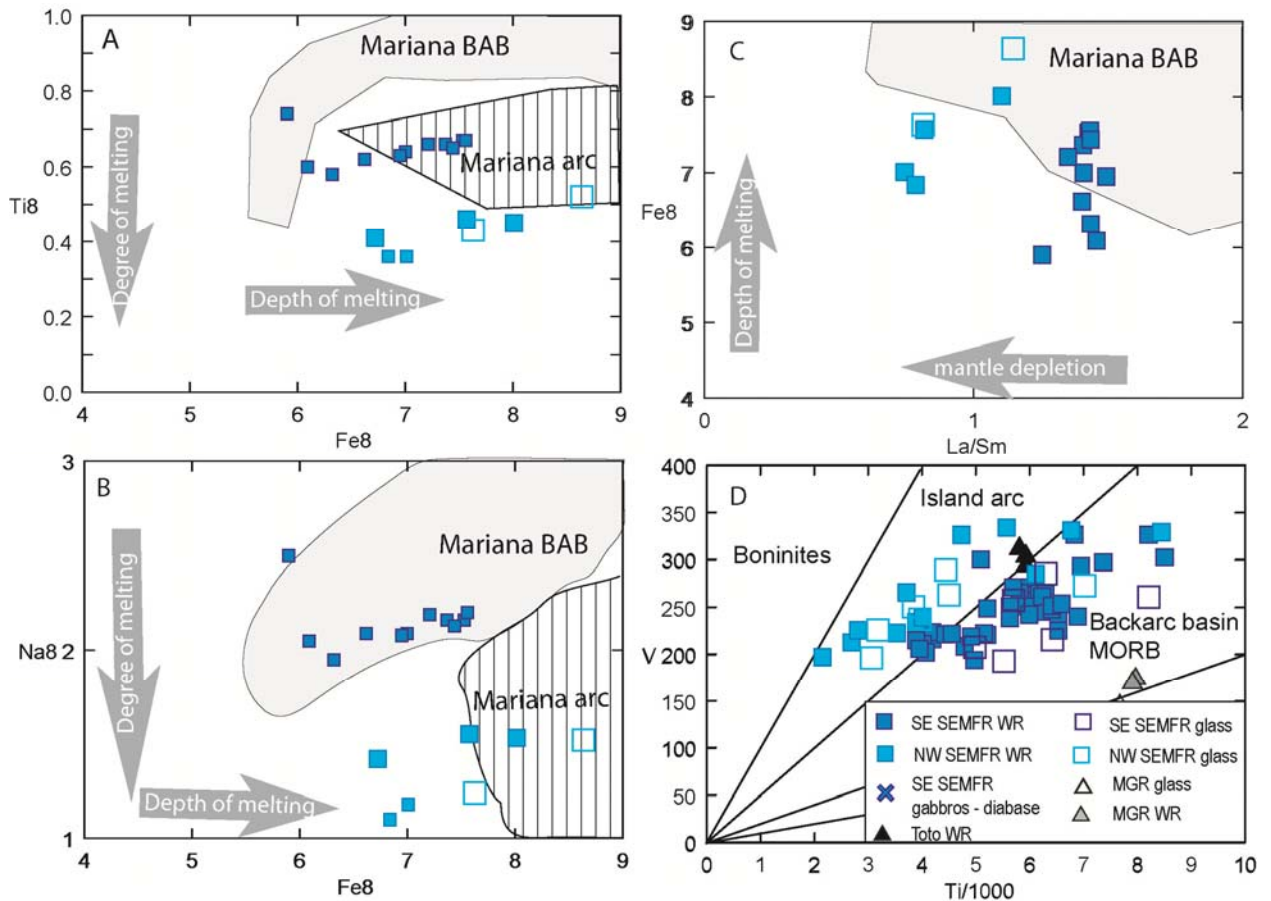 A
1.0
0.8
0.6
0.4
0.2
0.0
Ti8
Mariana BAB
Mariana arc
Degree of melting
Depth of melting
4
5
6
7
8
9
Fe8
C
9
8
7
6
5
4
Fe8
Mariana BAB
Depth of melting
mantle depletion
0
1
2
La/Sm
B
3
2
1
Na8
Mariana BAB
Mariana arc
Degree of melting
Depth of melting
4
5
6
7
8
9
Fe8
D
400
350
300
250
200
150
100
50
0
V
Boninites
Island arc
Backarc basin
MORB
SE SEMFR WR
SE SEMFR glass
NW SEMFR WR
NW SEMFR glass
SE SEMFR
gabbros - diabase
MGR glass
MGR WR
Toto WR
0
1
2
3
4
5
6
7
8
9
10
Ti/1000